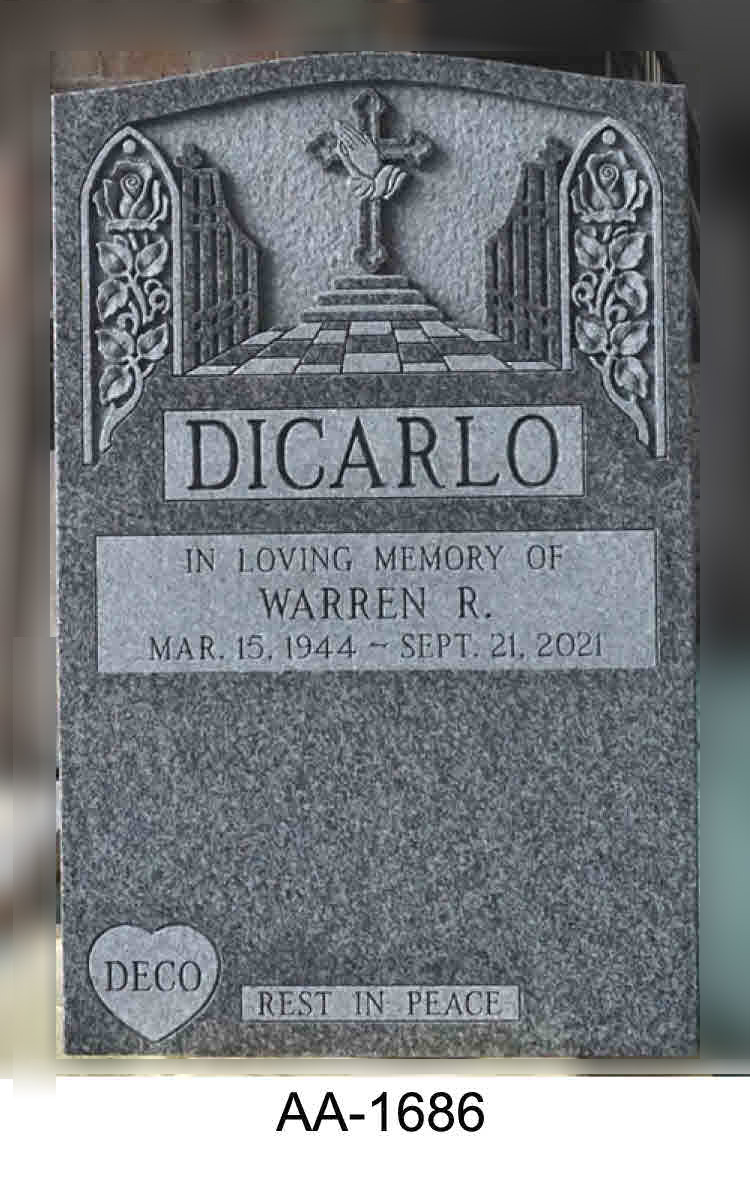 DICARLO
IN LOVING MEMORY OF
WARREN R.
MAR. 15, 1944 ~ SEPT. 21, 2021
DECO
REST IN PEACE
AA-1686